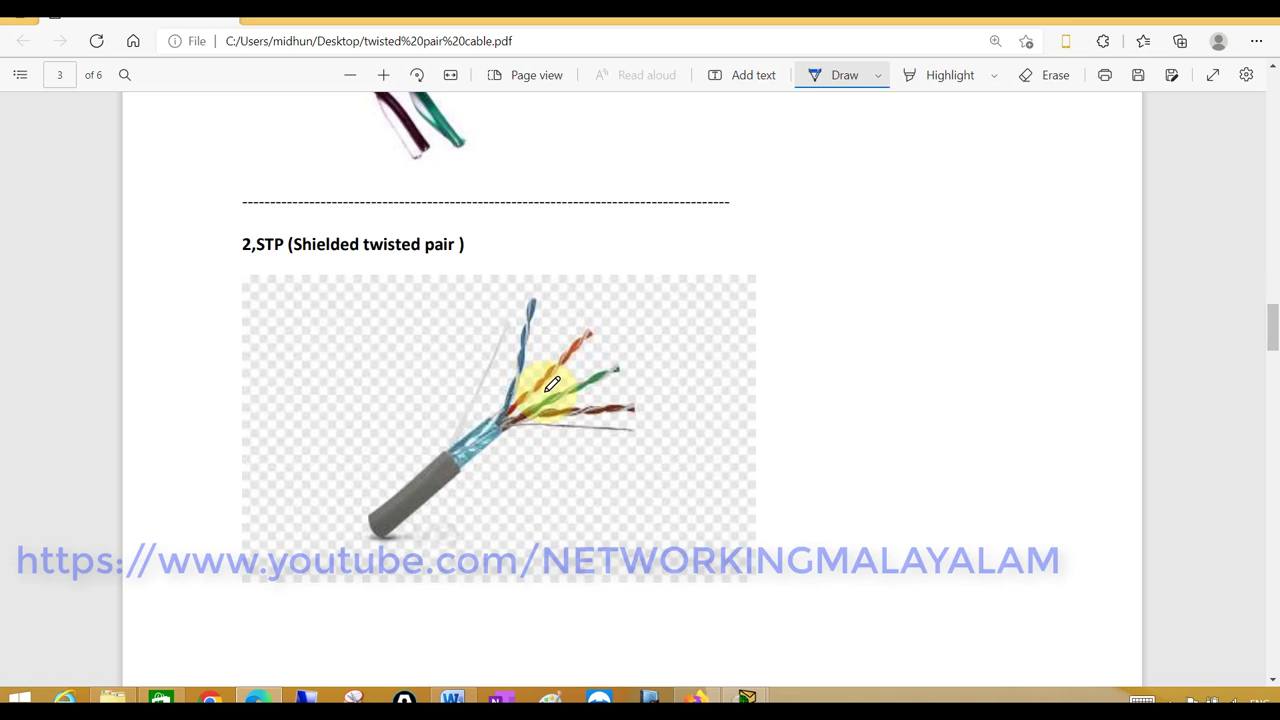 File
C:/Users/midhun/Desktop/twisted%20pair%20cable.pdf
3 of 6
Page view
Read aloud
Add text
Draw
Highlight
Erase
--------------------------------------------------------------------------------------
2,STP (Shielded twisted pair )
https://www.youtube.com/NETWORKINGMALAYALAM